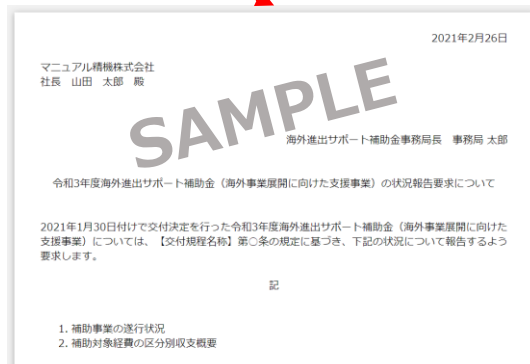 2021年2月26日
マニュアル精機株式会社
社長　山田　太郎　殿
SAMPLE
海外進出サポート補助金事務局長　事務局 太郎
令和3年度海外進出サポート補助金（海外事業展開に向けた支援事業）の状況報告要求について
2021年1月30日付けで交付決定を行った令和3年度海外進出サポート補助金（海外事業展開に向けた
支援事業）については、【交付規程名称】第○条の規定に基づき、下記の状況について報告するよう
要求します。
記
1. 補助事業の遂行状況
2. 補助対象経費の区分別収支概要